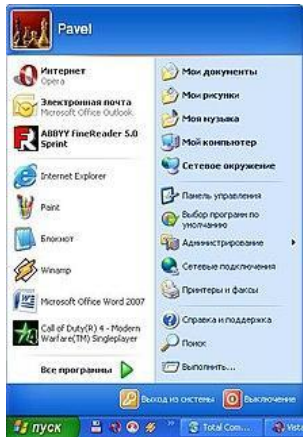 Pavel
Интернет
Opera
Электронная почта
Microsoft Office Outlook
ABBYY FineReader 5.0
Sprint
Internet Explorer
Paint
Блокнот
Winamp
Microsoft Office Word 2007
Call of Duty(R) 4 - Modern
Warfare(TM) Singleplayer
Все программы
Мои документы
Мои рисунки
Моя музыка
Мой компьютер
Сетевое окружение
Панель управления
Выбор программ по
умолчанию
Администрирование
Сетевые подключения
Принтеры и факсы
Справка и поддержка
Поиск
Выполнить...
Выход из системы
Выключение
пуск
Total Com...
Vista